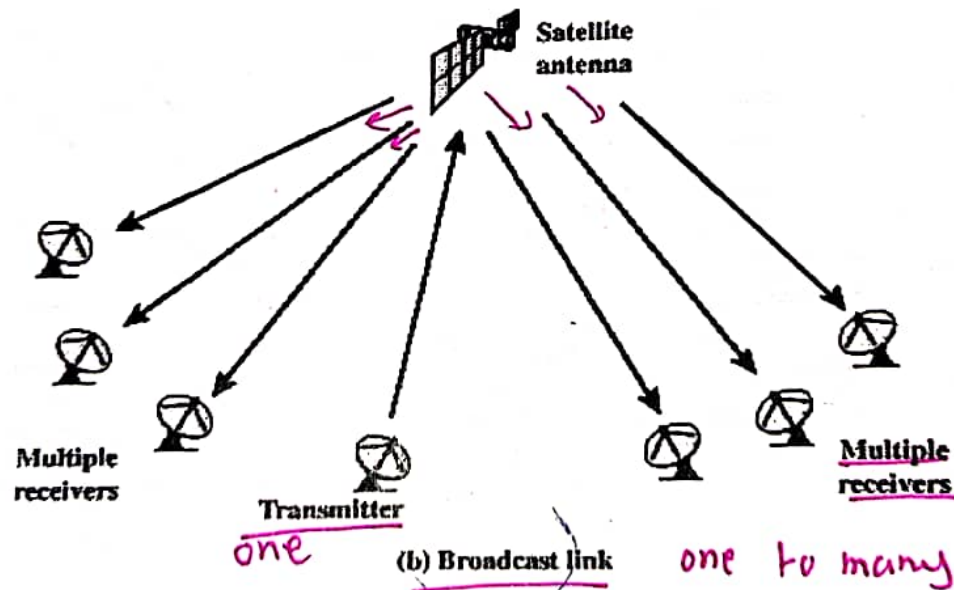 Satellite
antenna
Multiple
receivers
Transmitter
one
Multiple
receivers
(b) Broadcast link
one to many